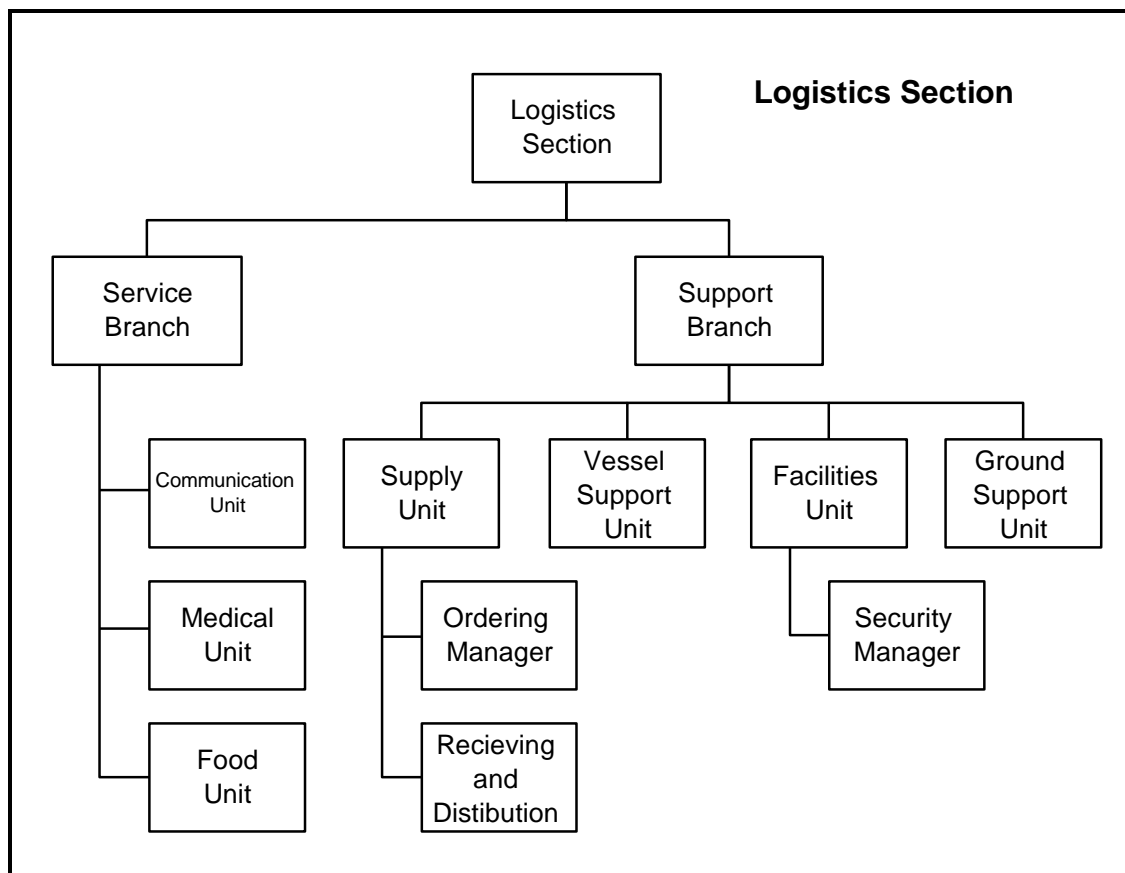 Logistics Section
Logistics
Section
Service
Branch
Support
Branch
Communication
Unit
Supply
Unit
Vessel
Support
Unit
Facilities
Unit
Ground
Support
Unit
Medical
Unit
Ordering
Manager
Security
Manager
Food
Unit
Recieving
and
Distibution